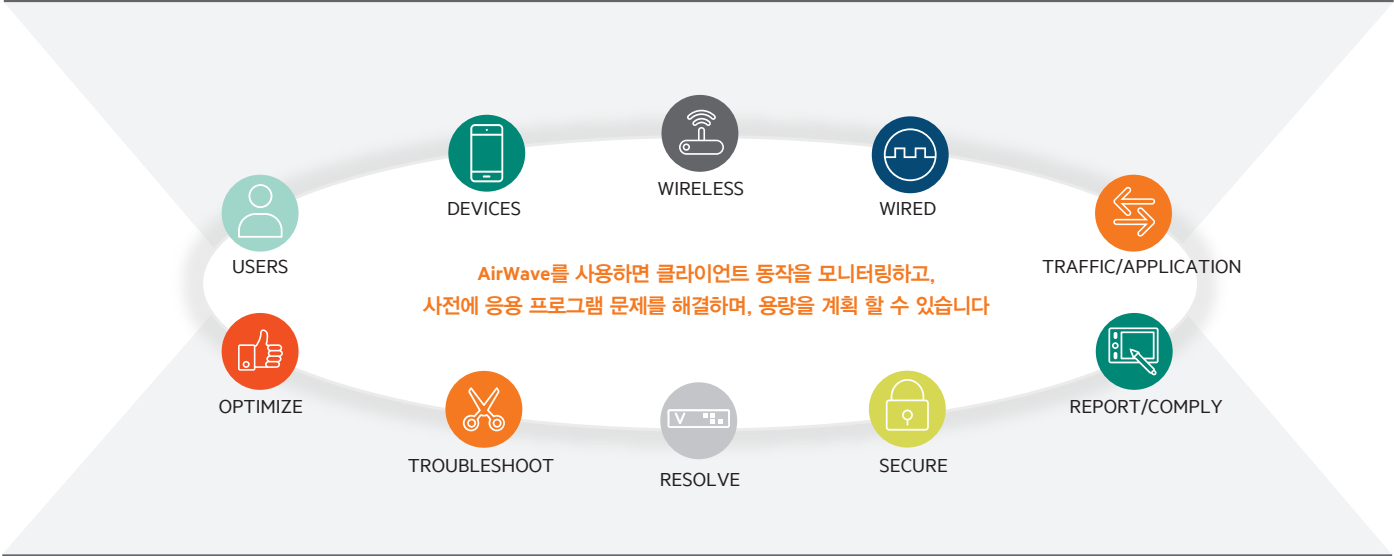 WIRELESS
DEVICES
WIRED
USERS
TRAFFIC/APPLICATION
AirWave를 사용하면 클라이언트 동작을 모니터링하고,
사전에 응용 프로그램 문제를 해결하며, 용량을 계획 할 수 있습니다
OPTIMIZE
REPORT/COMPLY
TROUBLESHOOT
V
RESOLVE
SECURE